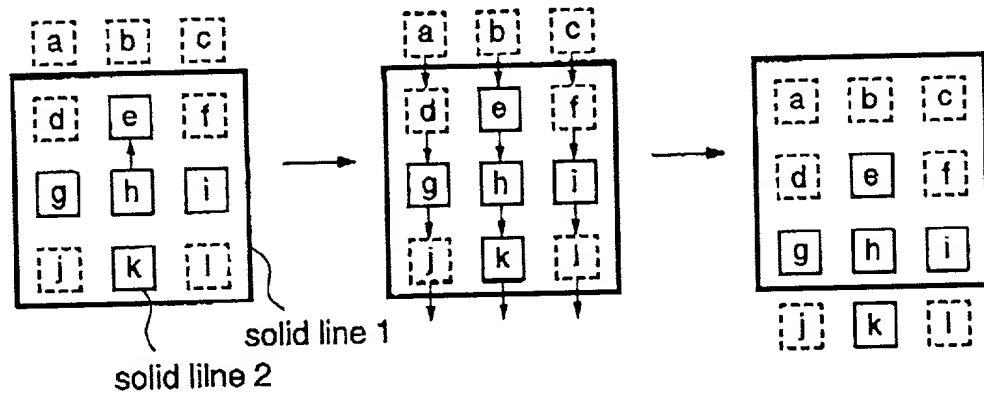 a b c a b c
d e f d e f a b c
g h i g h i d e f
j k l j k l g h i
solid line 1 j k l
solid lilne 2